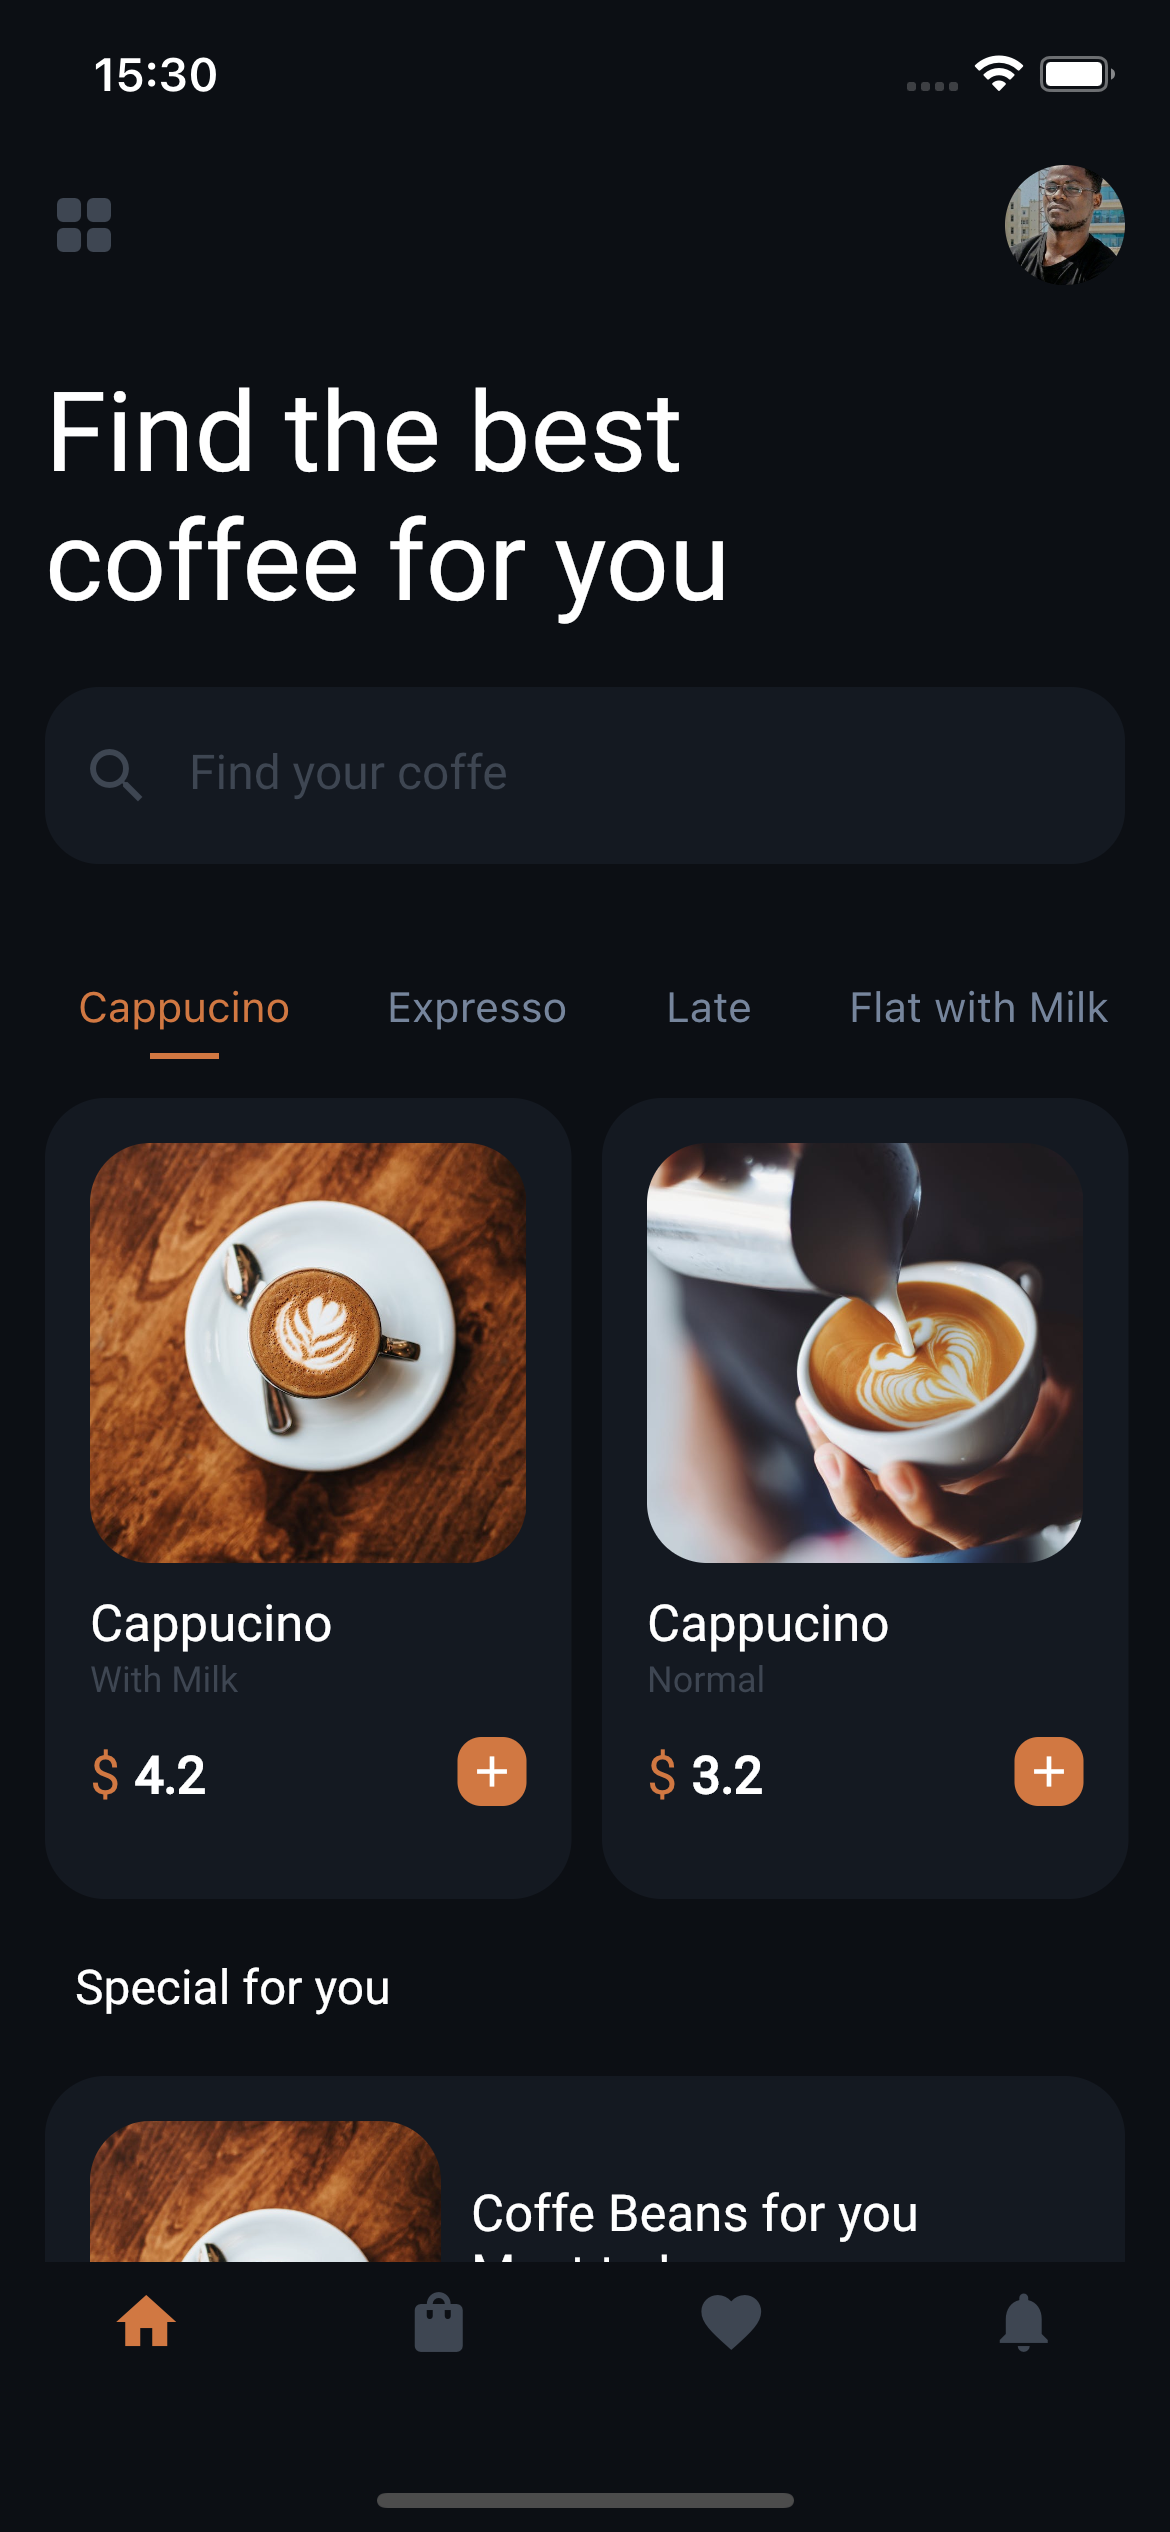 15:30
Find the best
coffee for you
Find your coffe
Cappucino Expresso Late Flat with Milk
Cappucino Cappucino
With Milk Normal
$ 4.2 $ 3.2
Special for you
Coffe Beans for you